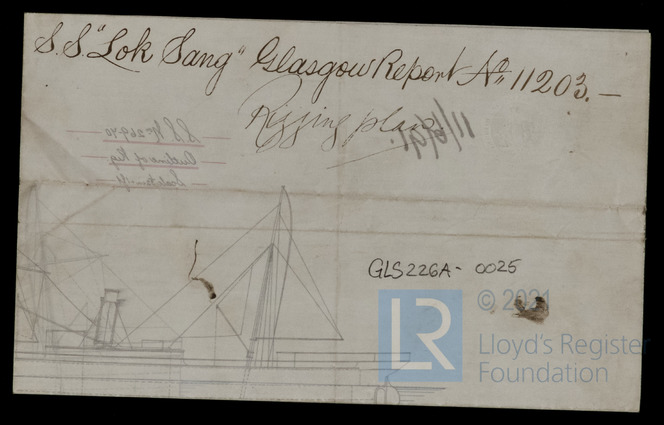 S.S "Lok Sang" Glasgow Report No 11203. —
Rigging plan
GLS226A- 0025
© 2021
LR
Lloyd's Register
Foundation